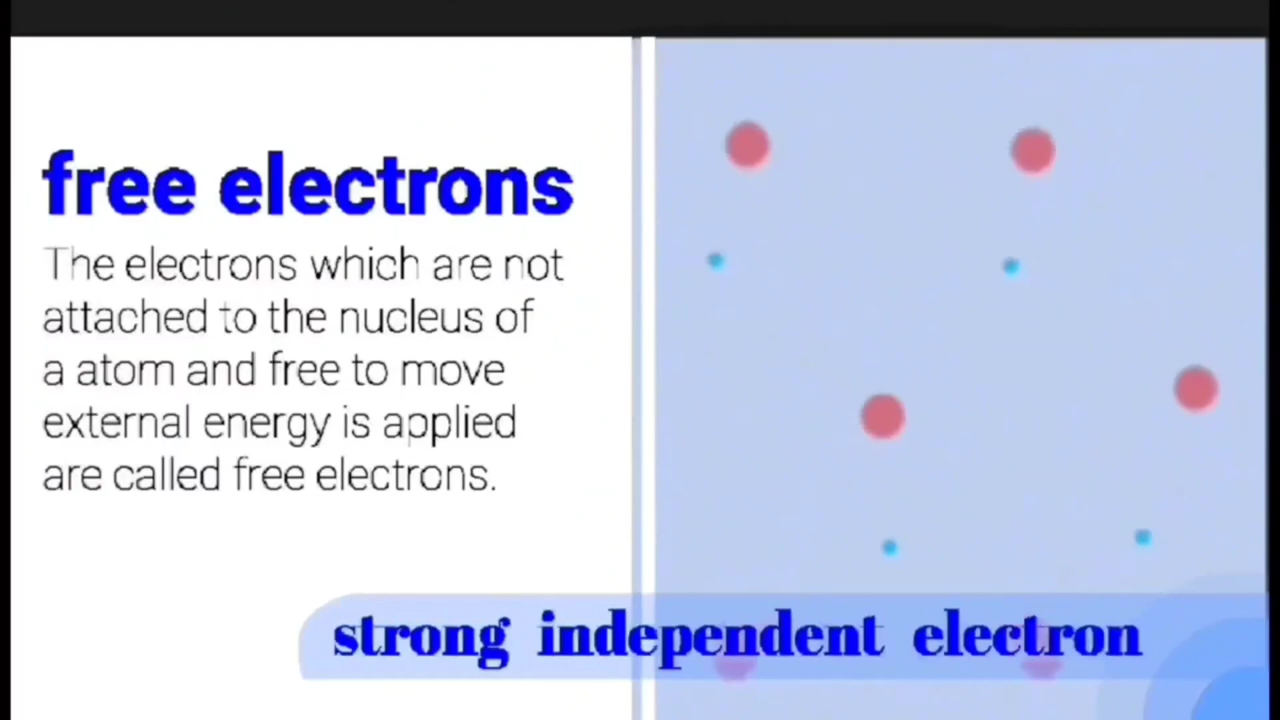 free electrons
The electrons which are not
attached to the nucleus of
a atom and free to move
external energy is applied
are called free electrons.
strong independent electron